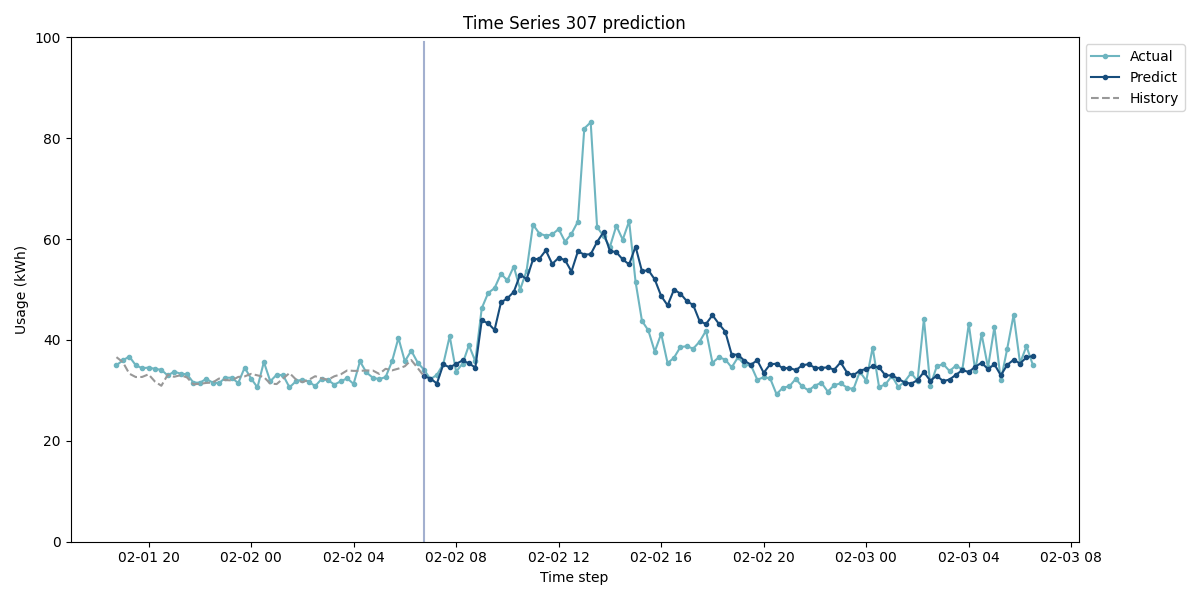 Time Series 307 prediction
Usage (kWh)
100
80
60
40
20
0
02-01 20
02-02 00
02-02 04
02-02 08
02-02 12
02-02 16
02-02 20
02-03 00
02-03 04
02-03 08
Time step
Actual
Predict
History